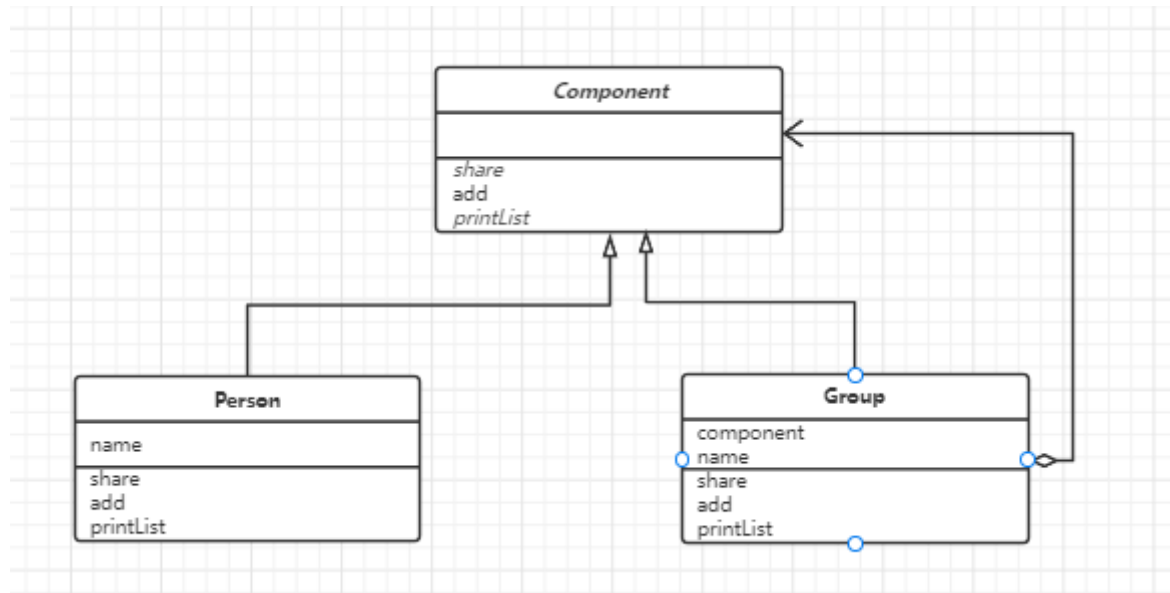 Component
share
add
printList
Person
name
share
add
printList
Group
component
name
share
add
printList